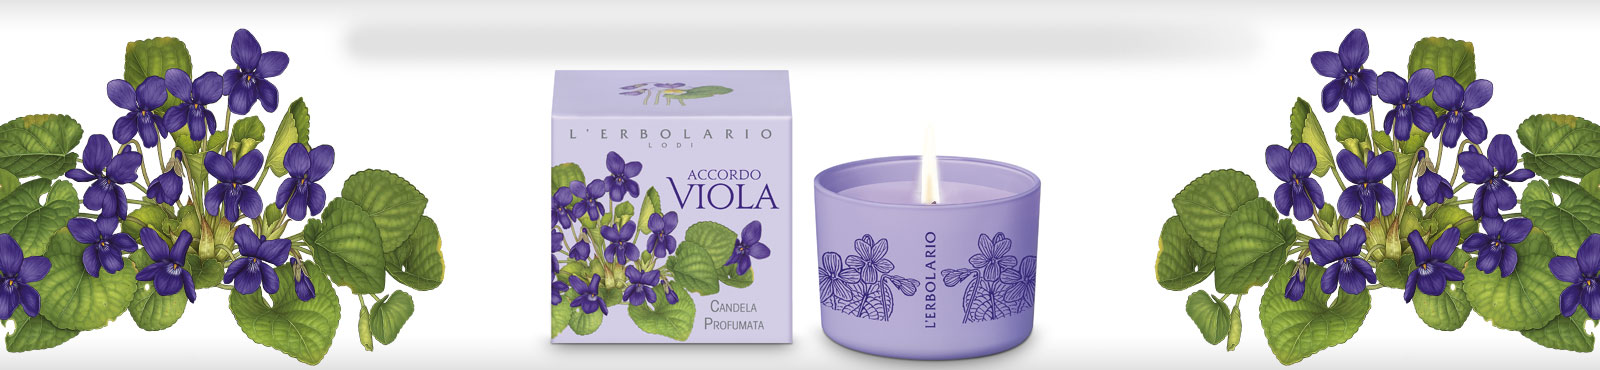 L'ERBOLARIO
LODI
ACCORDO
VIOLA
CANDELA
PROFUMATA
L'ERBOLARIO